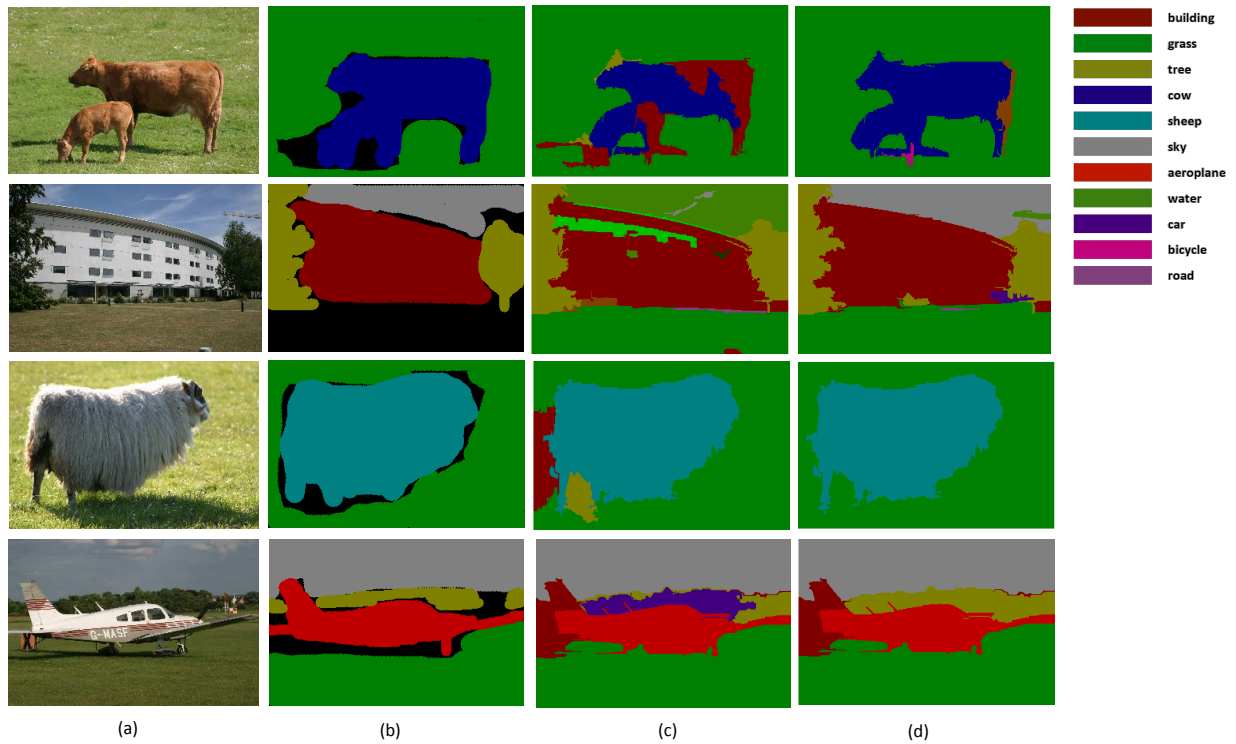 building
grass
tree
cow
sheep
sky
aeroplane
water
car
bicycle
road
G-MASF
(a)
(b)
(c)
(d)